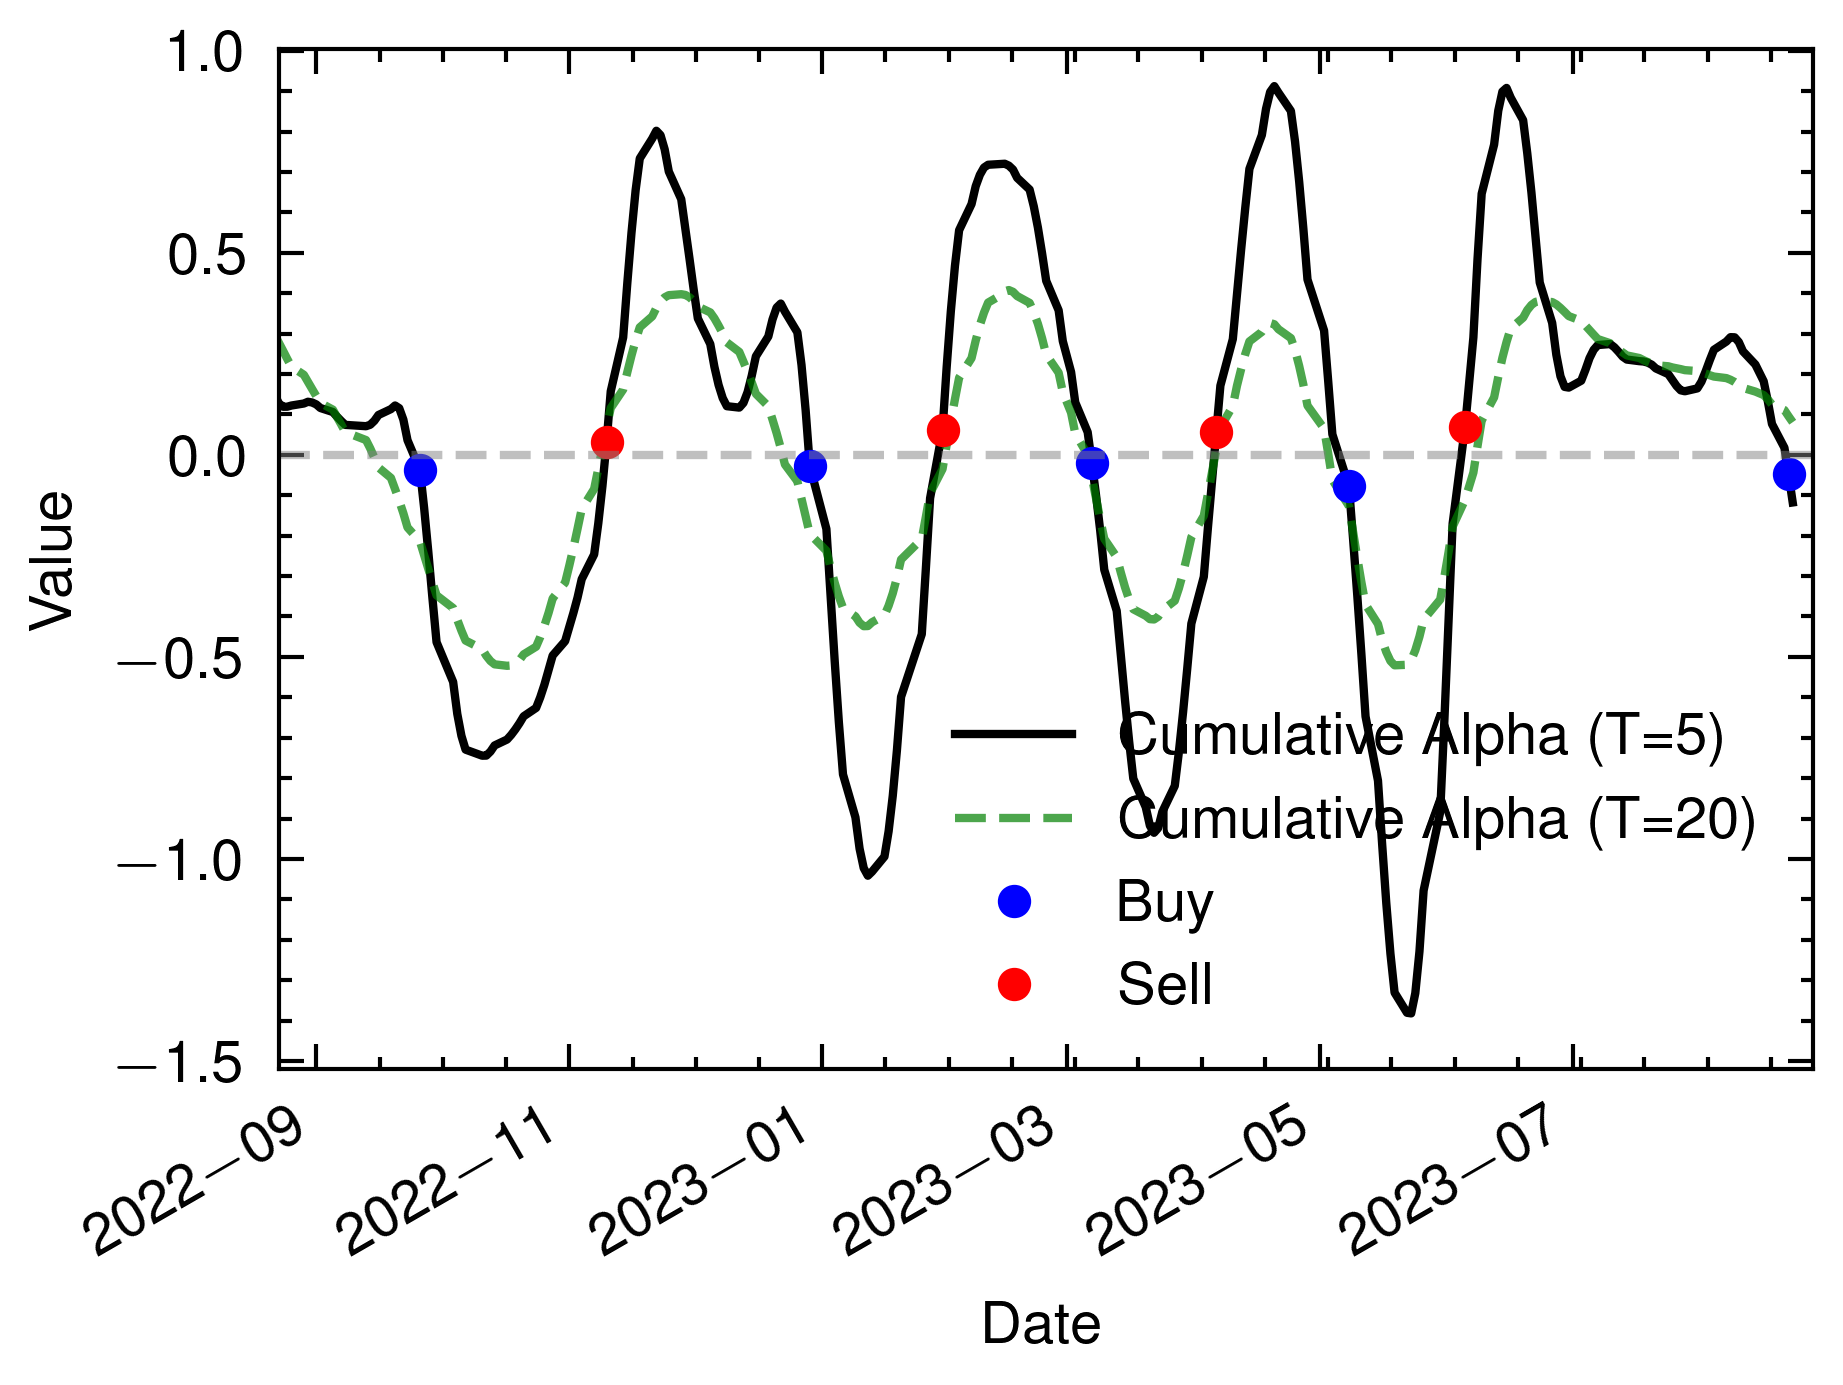 1.0
0.5
0.0
−0.5
−1.0
−1.5
Value
Cumulative Alpha (T=5)
Cumulative Alpha (T=20)
Buy
Sell
2022−09
2022−11
2023−01
2023−03
2023−05
2023−07
Date